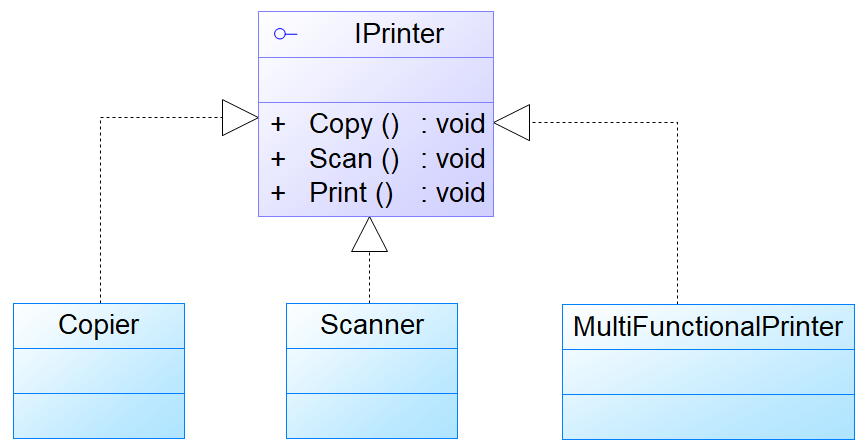 IPrinter
+ Copy () : void
+ Scan () : void
+ Print () : void
Copier
Scanner
MultiFunctionalPrinter